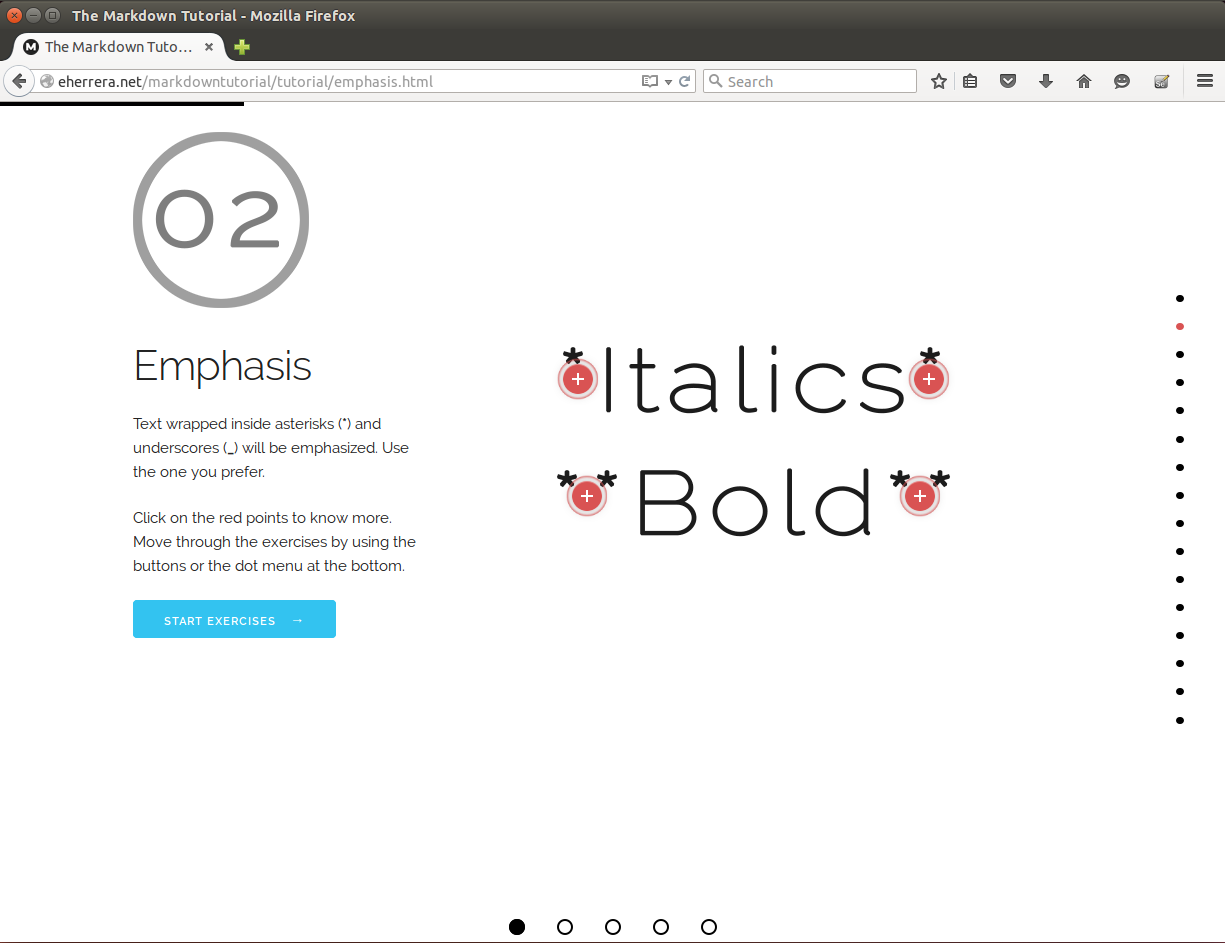 The Markdown Tutorial - Mozilla Firefox
The Markdown Tuto...
eherrera.net/markdowntutorial/tutorial/emphasis.html
Search
02
Emphasis
Text wrapped inside asterisks (*) and
underscores (_) will be emphasized. Use
the one you prefer.
Click on the red points to know more.
Move through the exercises by using the
buttons or the dot menu at the bottom.
START EXERCISES →
*Italics*
**Bold**